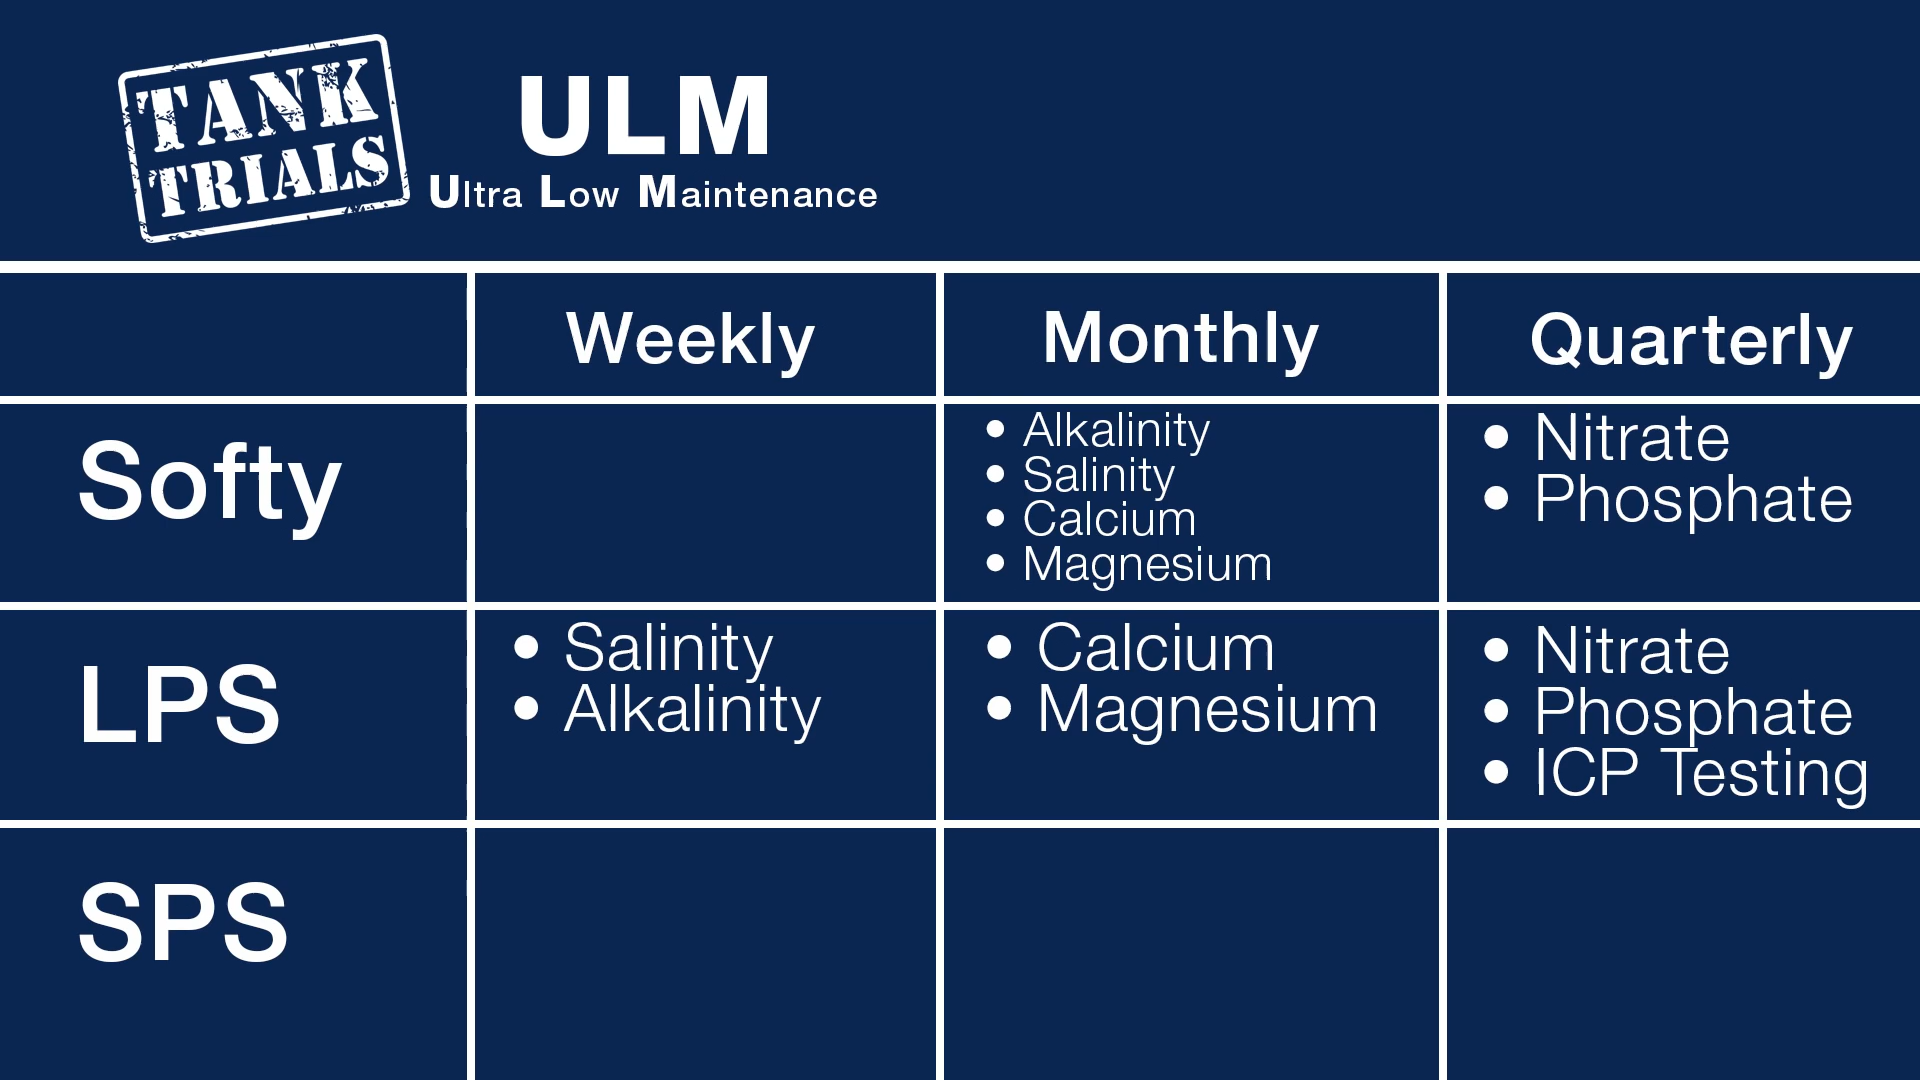 TANK
TRIALS
ULM
Ultra Low Maintenance
Weekly Monthly Quarterly
Softy
• Alkalinity
• Salinity
• Calcium
• Magnesium
• Nitrate
• Phosphate
LPS
• Salinity
• Alkalinity
• Calcium
• Magnesium
• Nitrate
• Phosphate
• ICP Testing
SPS